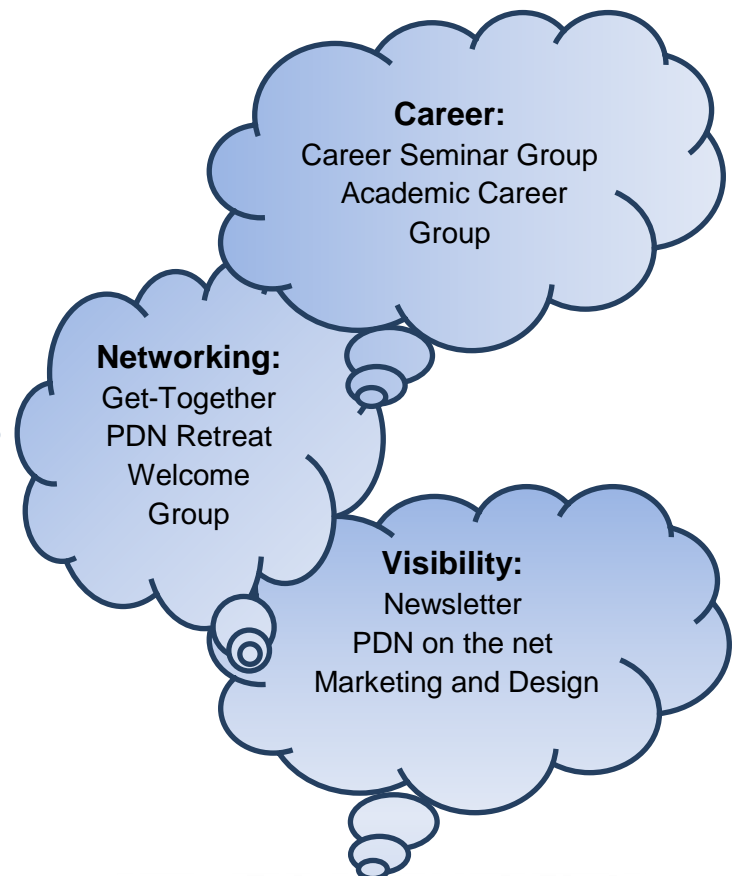 Career:
Career Seminar Group
Academic Career
Group
Networking:
Get-Together
PDN Retreat
Welcome
Group
Visibility:
Newsletter
PDN on the net
Marketing and Design